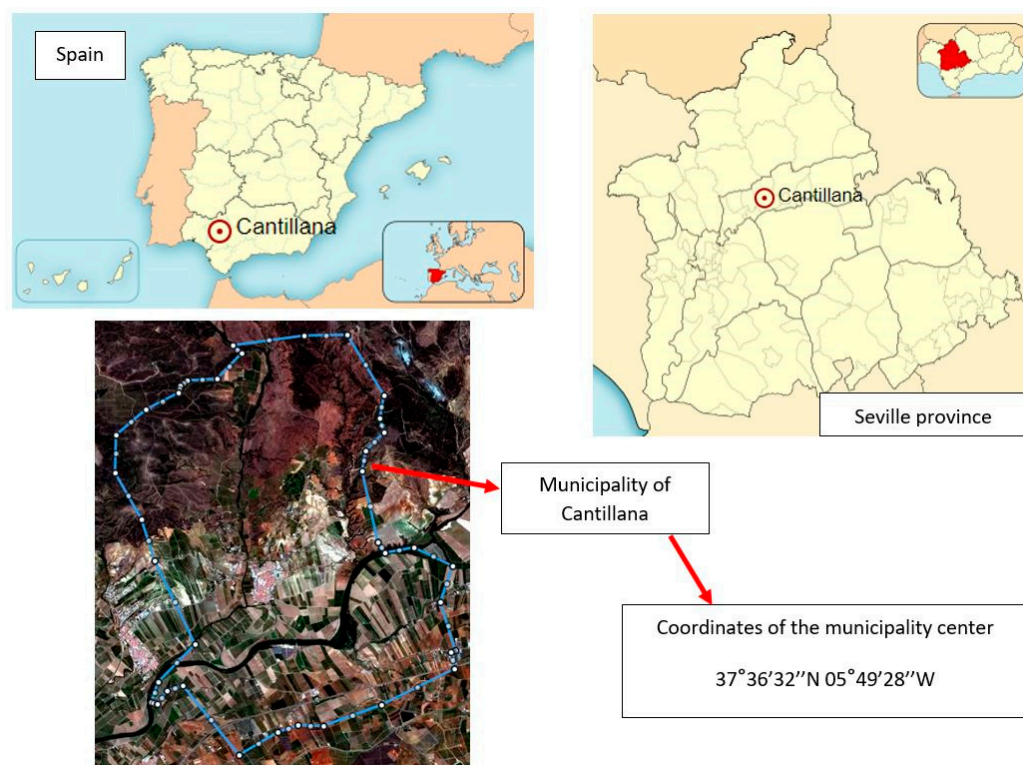 Spain
Cantillana
Cantillana
Seville province
Municipality of
Cantillana
Coordinates of the municipality center
37°36’32’’N 05°49’28’’W